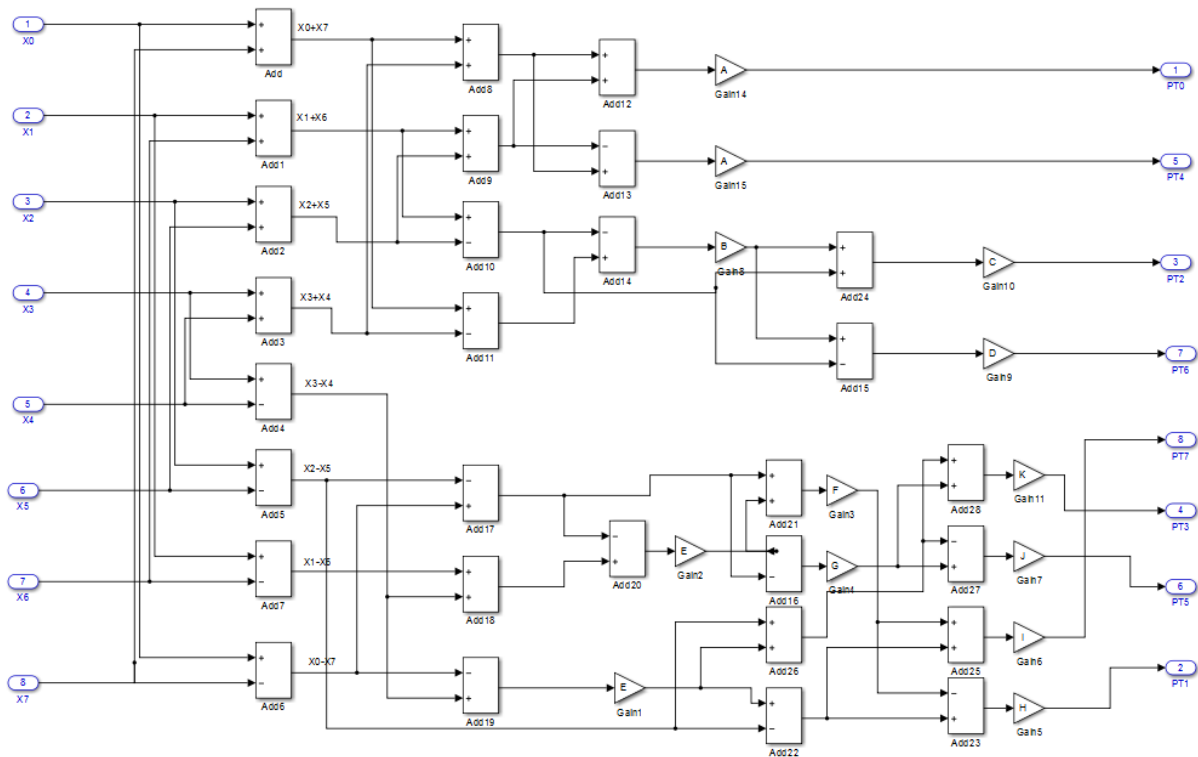 1
X0
+
+
Add
X0+X7
+
+
Add8
+
+
Add12
A
Gain14
1
PT0
2
X1
+
+
Add1
X1+X6
+
+
Add9
−
+
Add13
A
Gain15
5
PT4
3
X2
+
+
Add2
X2+X5
+
−
Add10
−
+
Add14
B
Gain8
+
+
Add24
C
Gain10
3
PT2
4
X3
+
+
Add3
X3+X4
+
−
Add11
+
−
Add15
D
Gain9
7
PT6
5
X4
+
−
Add4
X3-X4
6
X5
+
−
Add5
X2-X5
−
+
Add17
+
+
Add21
F
Gain3
+
+
Add28
K
Gain11
8
PT7
4
PT3
7
X6
+
−
Add7
X1-X6
+
+
Add18
−
+
Add20
E
Gain2
−
Add16
G
Gain4
−
+
Add27
J
Gain7
6
PT5
8
X7
+
−
Add6
X0-X7
−
+
Add19
E
Gain1
+
+
Add26
+
−
Add22
+
+
Add25
I
Gain6
−
+
Add23
H
Gain5
2
PT1